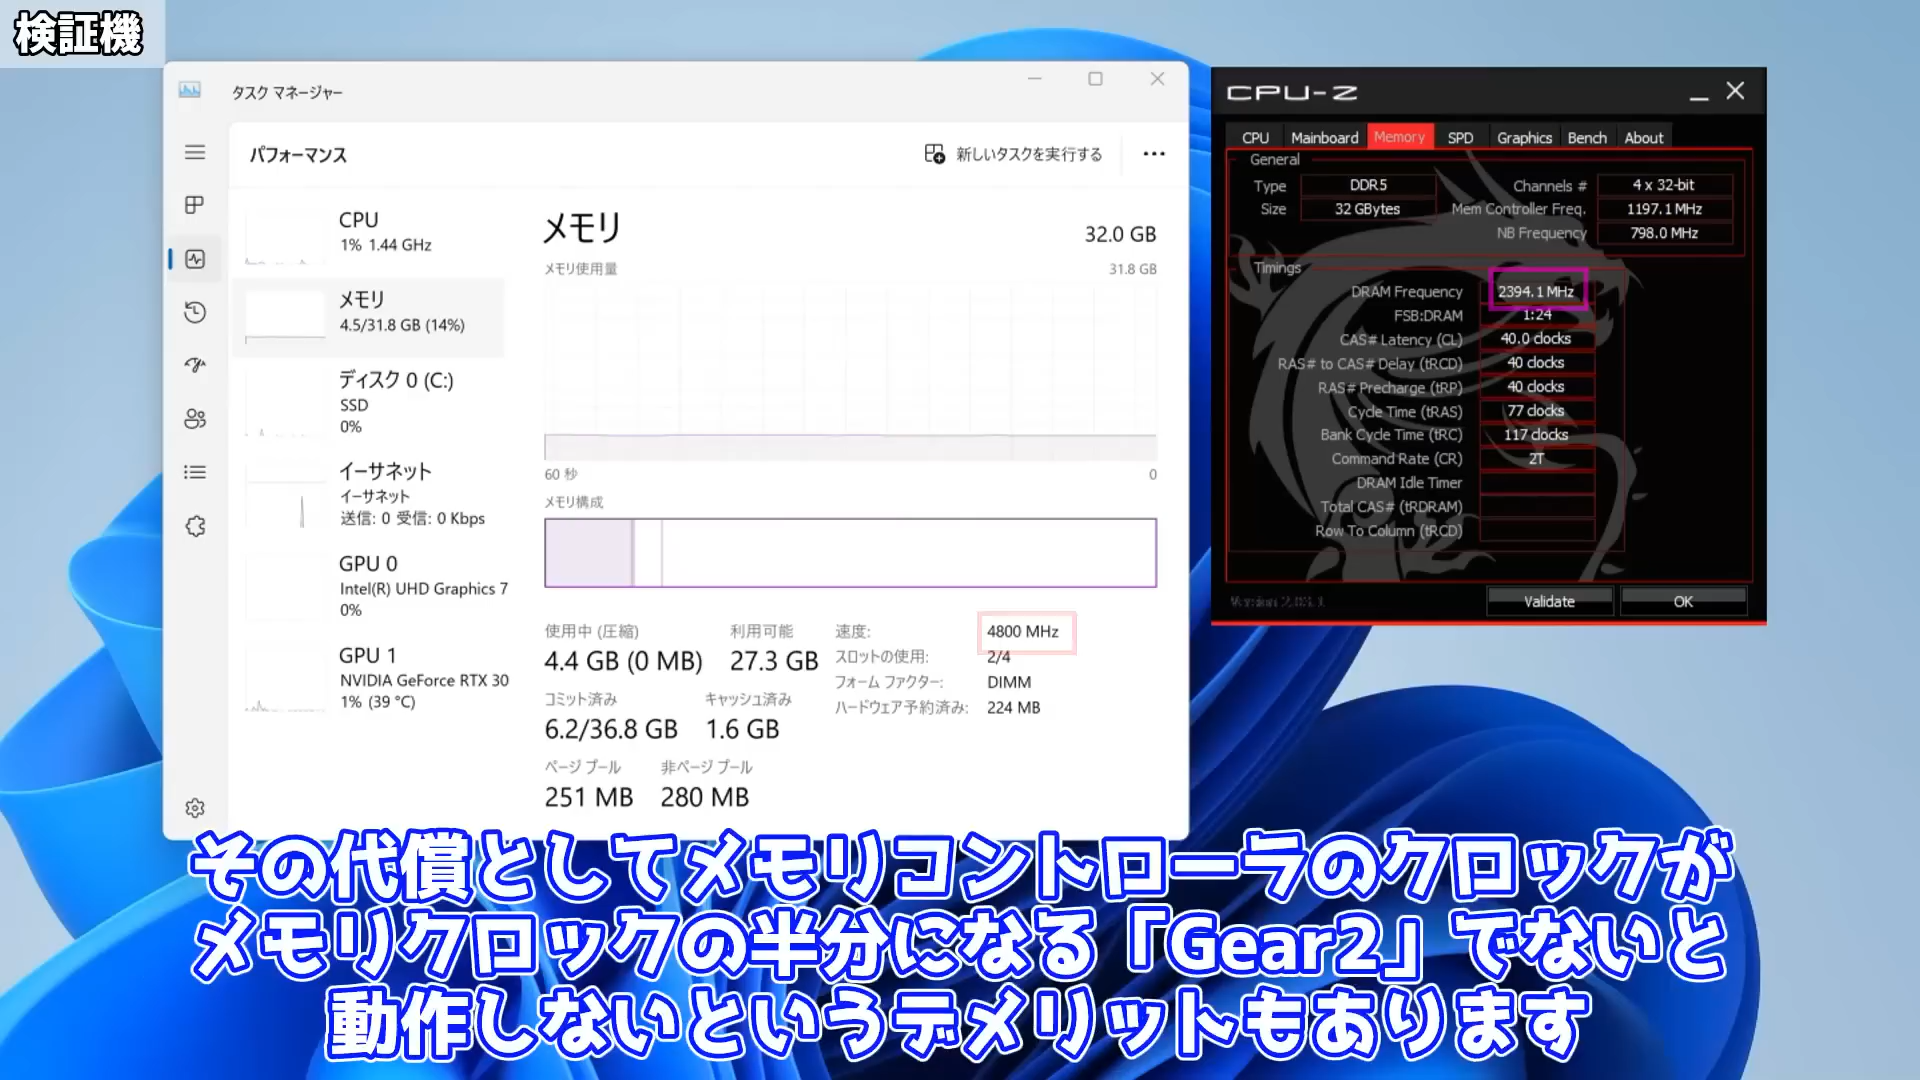 検証機
タスク マネージャー
パフォーマンス
新しいタスクを実行する
CPU
1% 1.44 GHz
メモリ
4.5/31.8 GB (14%)
ディスク 0 (C:)
SSD
0%
イーサネット
イーサネット
送信: 0 受信: 0 Kbps
GPU 0
Intel(R) UHD Graphics 7
0%
GPU 1
NVIDIA GeForce RTX 30
1% (39 °C)
メモリ
32.0 GB
メモリ使用量
31.8 GB
60 秒
0
メモリ構成
使用中 (圧縮)
4.4 GB (0 MB)
利用可能
27.3 GB
コミット済み
6.2/36.8 GB
キャッシュ済み
1.6 GB
ページ プール
251 MB
非ページ プール
280 MB
速度: 4800 MHz
スロットの使用: 2/4
フォーム ファクター: DIMM
ハードウェア予約済み: 224 MB
CPU-Z
CPU Mainboard Memory SPD Graphics Bench About
General
Type DDR5 Channels # 4 x 32-bit
Size 32 GBytes Mem Controller Freq. 1197.1 MHz
NB Frequency 798.0 MHz
Timings
DRAM Frequency 2394.1 MHz
FSB:DRAM 1:24
CAS# Latency (CL) 40.0 clocks
RAS# to CAS# Delay (tRCD) 40 clocks
RAS# Precharge (tRP) 40 clocks
Cycle Time (tRAS) 77 clocks
Bank Cycle Time (tRC) 117 clocks
Command Rate (CR) 2T
DRAM Idle Timer
Total CAS# (tRDRAM)
Row To Column (tRCD)
Validate OK
その代償としてメモリコントローラのクロックが
メモリクロックの半分になる「Gear2」でないと
動作しないというデメリットもあります